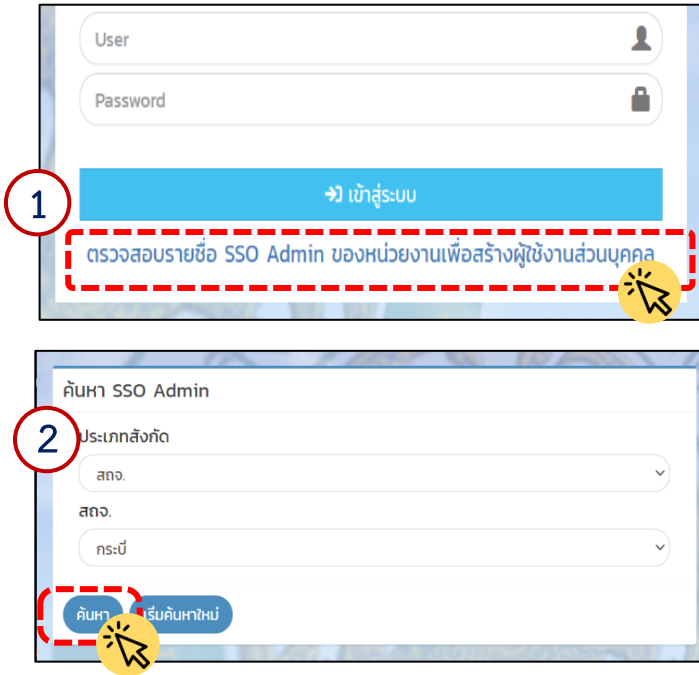 User
Password
1
เข้าสู่ระบบ
ตรวจสอบรายชื่อ SSO Admin ของหน่วยงานเพื่อสร้างผู้ใช้งานส่วนบุคคล
ค้นหา SSO Admin
2
ประเภทสังกัด
สถจ.
สถจ.
กระบี่
ค้นหา เริ่มค้นหาใหม่